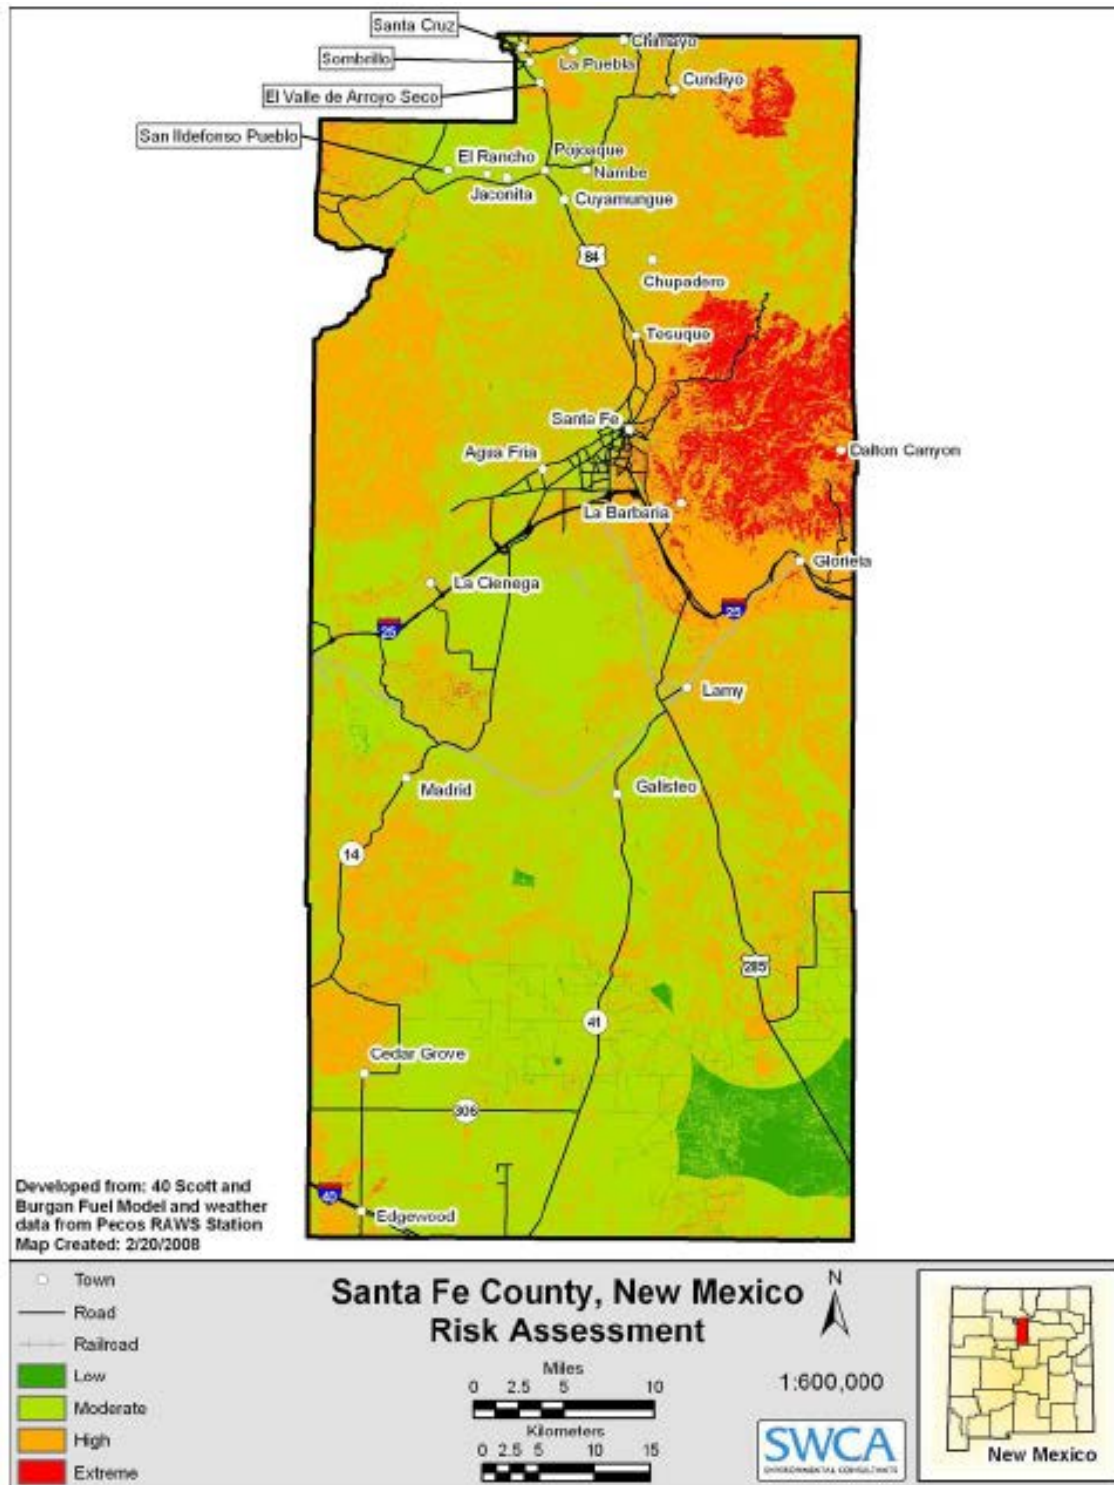 Santa Cruz
Chimayo
Sombrillo
La Puebla
Cundiyo
El Valle de Arroyo Seco
San Ildefonso Pueblo
Pojoaque
El Rancho
Nambe
Jaconita
Cuyamungue
84
Chupadero
Tesuque
Santa Fe
Agua Fria
Dalton Canyon
La Barbaria
Glorieta
La Cienega
25
25
Lamy
Madrid
Galisteo
14
285
41
Cedar Grove
306
40
Edgewood
Developed from: 40 Scott and
Burgan Fuel Model and weather
data from Pecos RAWS Station
Map Created: 2/20/2008
Town
Road
Railroad
Low
Moderate
High
Extreme
Santa Fe County, New Mexico
Risk Assessment
Miles
0 2.5 5 10
Kilometers
0 2.5 5 10 15
N
1:600,000
SWCA
ENVIRONMENTAL CONSULTANTS
New Mexico